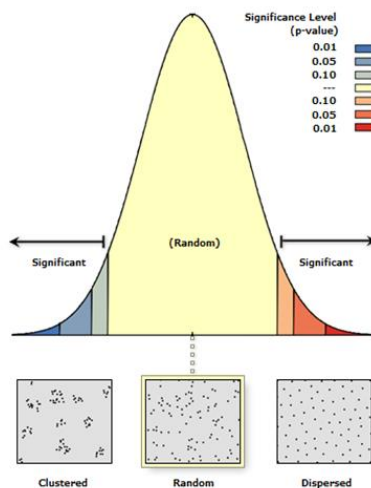 Significance Level
(p-value)
0.01
0.05
0.10
---
0.10
0.05
0.01
(Random)
Significant
Significant
Clustered
Random
Dispersed